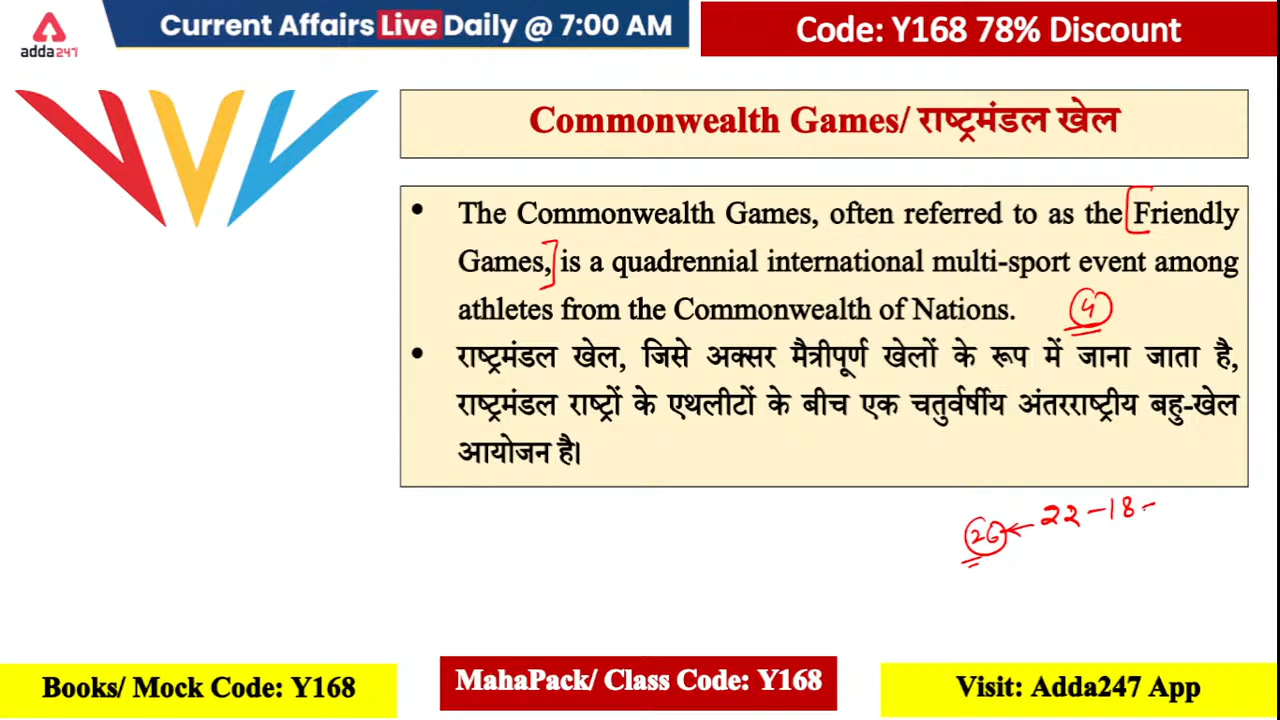 Current Affairs Live Daily @ 7:00 AM
Code: Y168 78% Discount
adda247
Commonwealth Games/ राष्ट्रमंडल खेल
• The Commonwealth Games, often referred to as the Friendly
Games, is a quadrennial international multi-sport event among
athletes from the Commonwealth of Nations.
4
• राष्ट्रमंडल खेल, जिसे अक्सर मैत्रीपूर्ण खेलों के रूप में जाना जाता है,
राष्ट्रमंडल राष्ट्रों के एथलीटों के बीच एक चतुर्वर्षीय अंतरराष्ट्रीय बहु-खेल
आयोजन है।
26 ← 22 - 18 -
Books/ Mock Code: Y168
MahaPack/ Class Code: Y168
Visit: Adda247 App